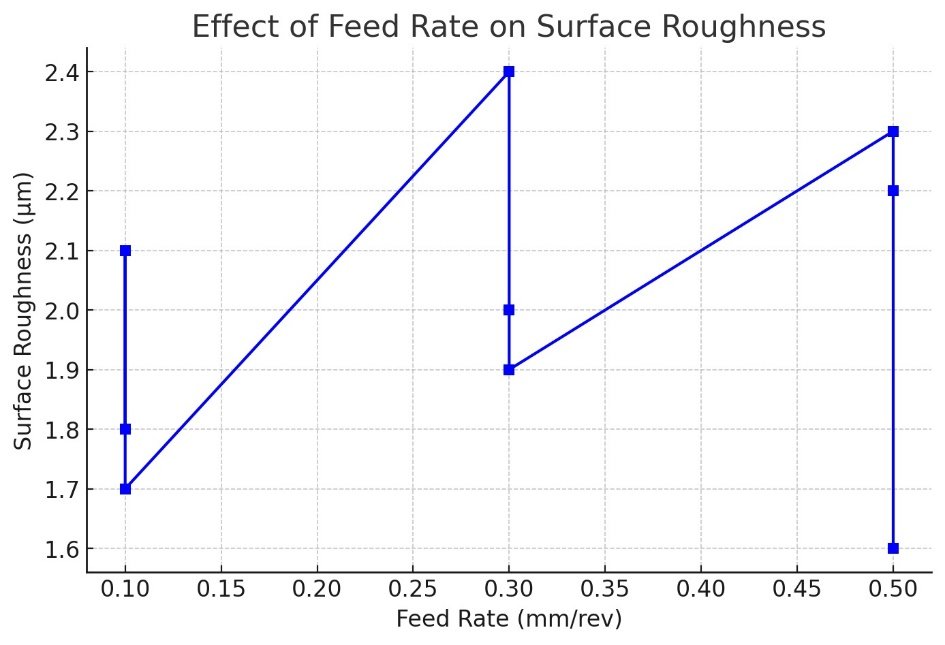 Effect of Feed Rate on Surface Roughness
Surface Roughness (μm)
2.4
2.3
2.2
2.1
2.0
1.9
1.8
1.7
1.6
0.10 0.15 0.20 0.25 0.30 0.35 0.40 0.45 0.50
Feed Rate (mm/rev)